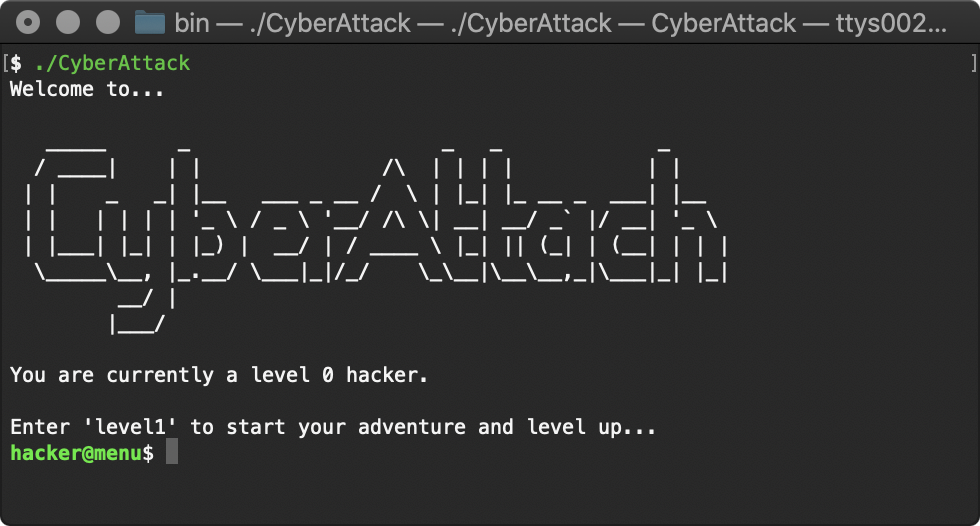 bin — ./CyberAttack — ./CyberAttack — CyberAttack — ttys002...
[$ ./CyberAttack ]
Welcome to...
CyberAttach
You are currently a level 0 hacker.
Enter 'level1' to start your adventure and level up...
hacker@menu$